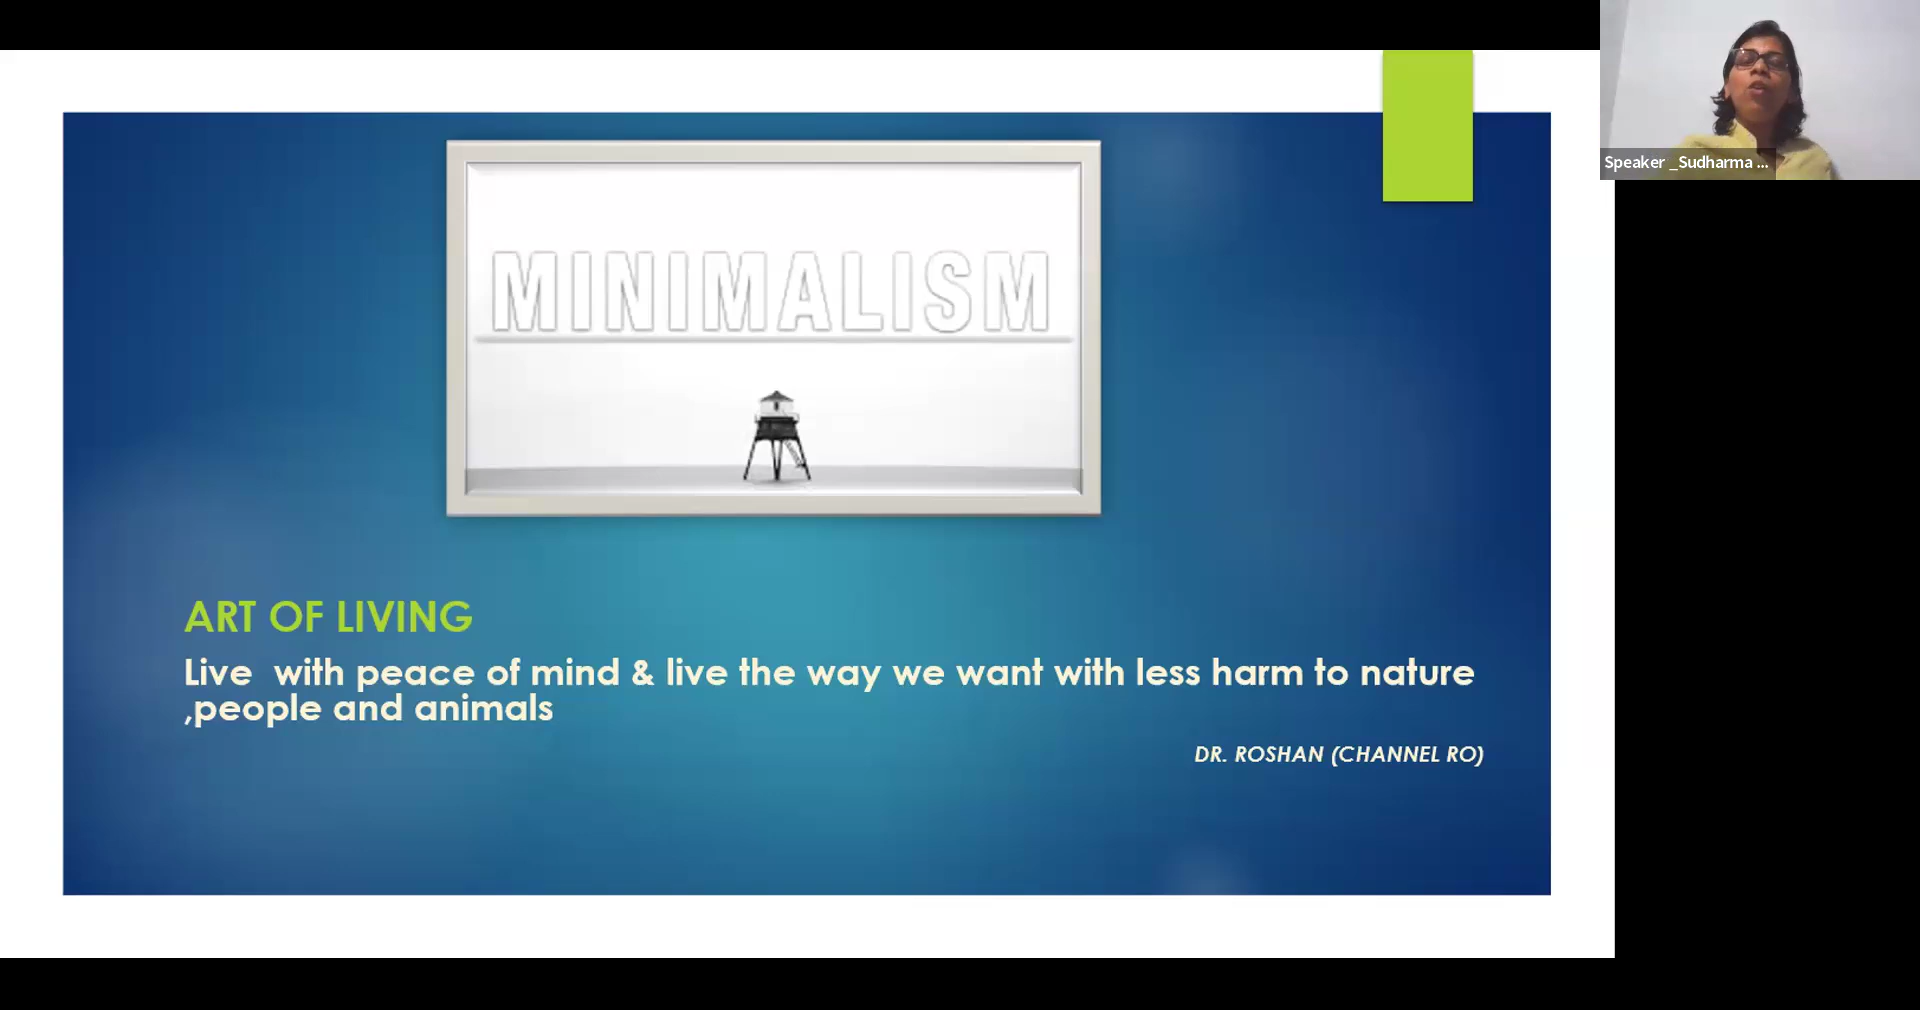 Speaker _Sudharma ...
MINIMALISM
ART OF LIVING
Live  with peace of mind & live the way we want with less harm to nature
,people and animals
DR. ROSHAN (CHANNEL RO)